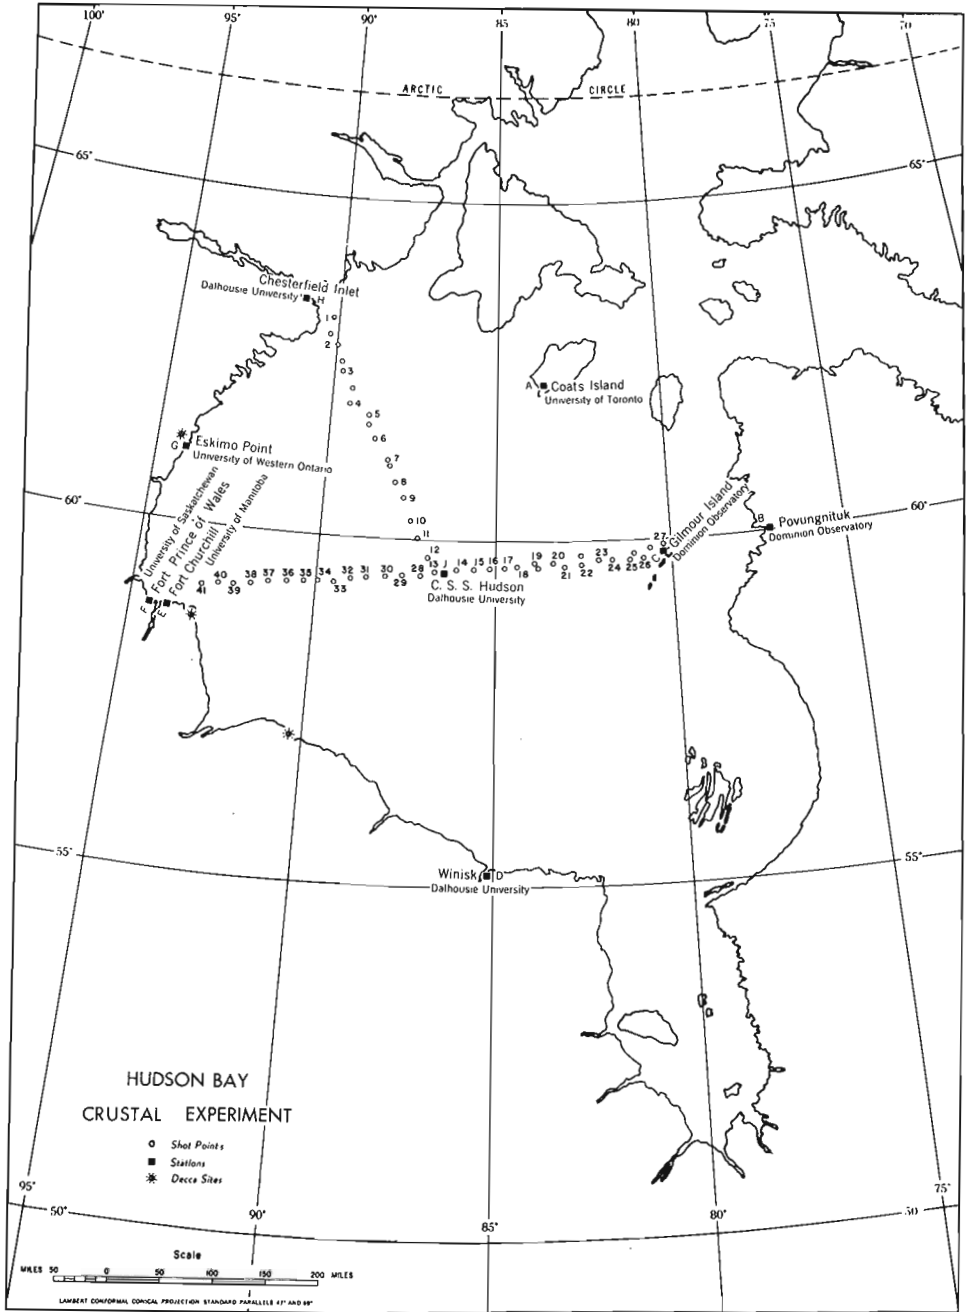 100° 95° 90° 85 80 75 70
ARCTIC CIRCLE
65° 65°
Chesterfield Inlet
Dalhousie University H
1
2
3
4
5
6
7
8
9
10
11
12
A Coats Island
University of Toronto
G Eskimo Point
University of Western Ontario
University of Saskatchewan
Fort Prince of Wales
Fort Churchill
University of Manitoba
F E
60° 60°
B Povungnituk
Dominion Observatory
C Gilmour Island
Dominion Observatory
40 38 37 36 35 34 32 31 30 28 13 J 14 15 16 17 19 20 23 27
41 39 33 29 18 21 22 24 25 26
C. S. S. Hudson
Dalhousie University
55° 55°
Winisk D
Dalhousie University
HUDSON BAY
CRUSTAL EXPERIMENT
Shot Points
Stations
Decca Sites
95° 75°
50° 50
90° 85° 80°
Scale
MILES 50 0 50 100 150 200 MILES